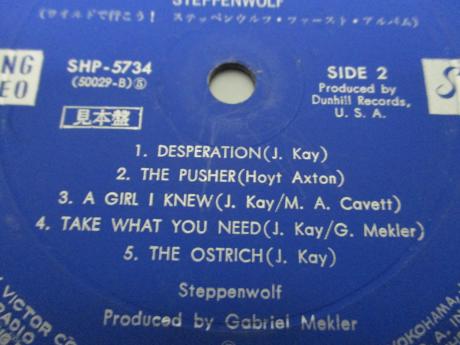 STEPPENWOLF
(ワイルドで行こう! ステッペンウルフ・ファースト・アルバム)
SHP-5734
(50029-B)Ⓢ
見本盤
SIDE 2
Produced by
Dunhill Records,
U. S. A.
1. DESPERATION(J. Kay)
2. THE PUSHER(Hoyt Axton)
3. A GIRL I KNEW(J. Kay/M. A. Cavett)
4. TAKE WHAT YOU NEED(J. Kay/G. Mekler)
5. THE OSTRICH(J. Kay)
Steppenwolf
Produced by Gabriel Mekler
VICTOR CO
YOKOHAMA,